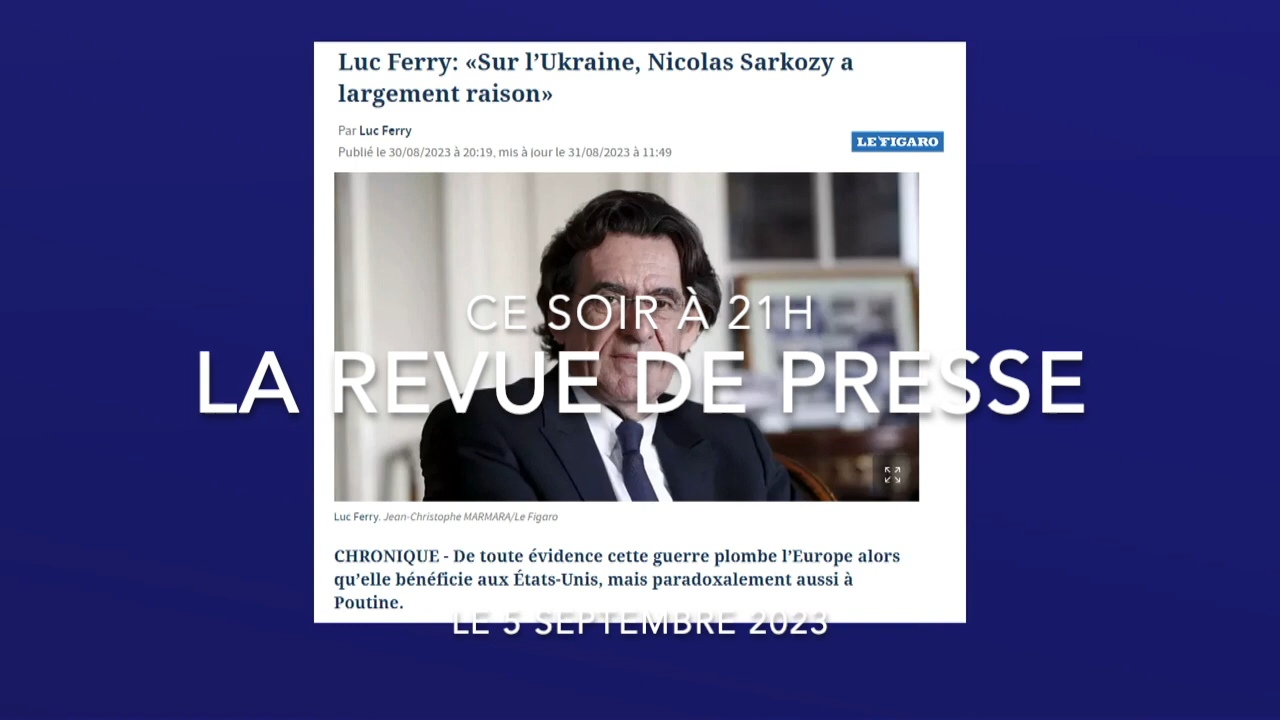 Luc Ferry: «Sur l’Ukraine, Nicolas Sarkozy a
largement raison»
Par Luc Ferry
Publié le 30/08/2023 à 20:19, mis à jour le 31/08/2023 à 11:49
LE FIGARO
CE SOIR À 21H
LA REVUE DE PRESSE
Luc Ferry. Jean-Christophe MARMARA/Le Figaro
CHRONIQUE - De toute évidence cette guerre plombe l’Europe alors
qu’elle bénéficie aux États-Unis, mais paradoxalement aussi à
Poutine.
LE 5 SEPTEMBRE 2023